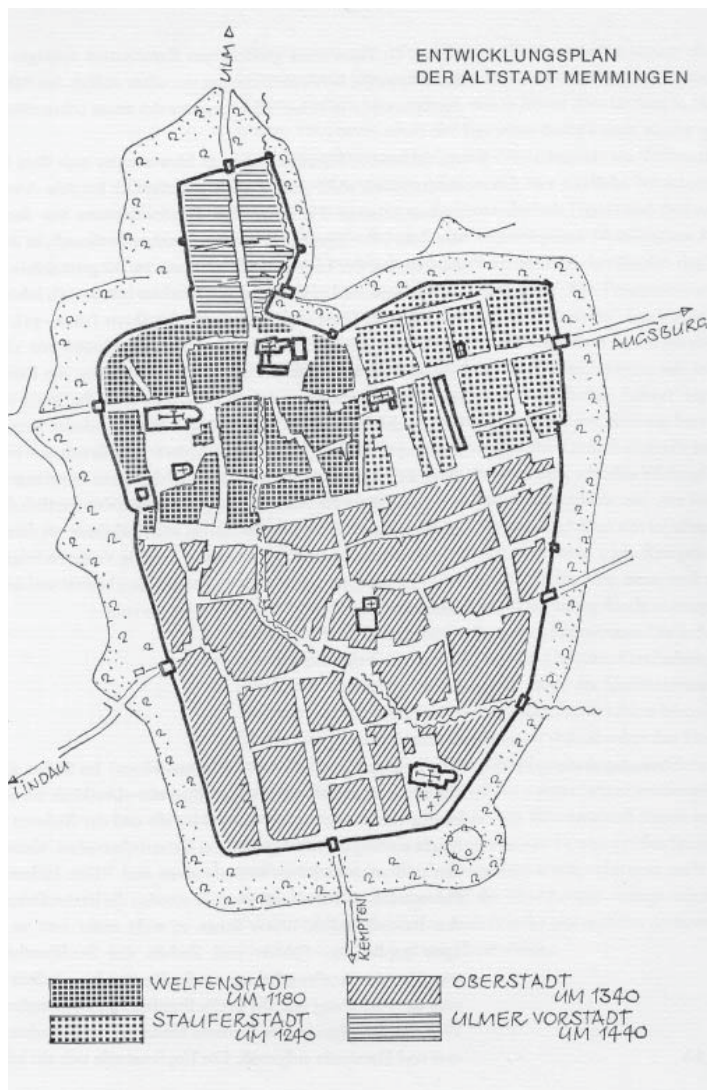 ENTWICKLUNGSPLAN
DER ALTSTADT MEMMINGEN
ULM
AUGSBURG
LINDAU
KEMPTEN
WELFENSTADT
UM 1180
STAUFERSTADT
UM 1240
OBERSTADT
UM 1340
ULMER VORSTADT
UM 1440